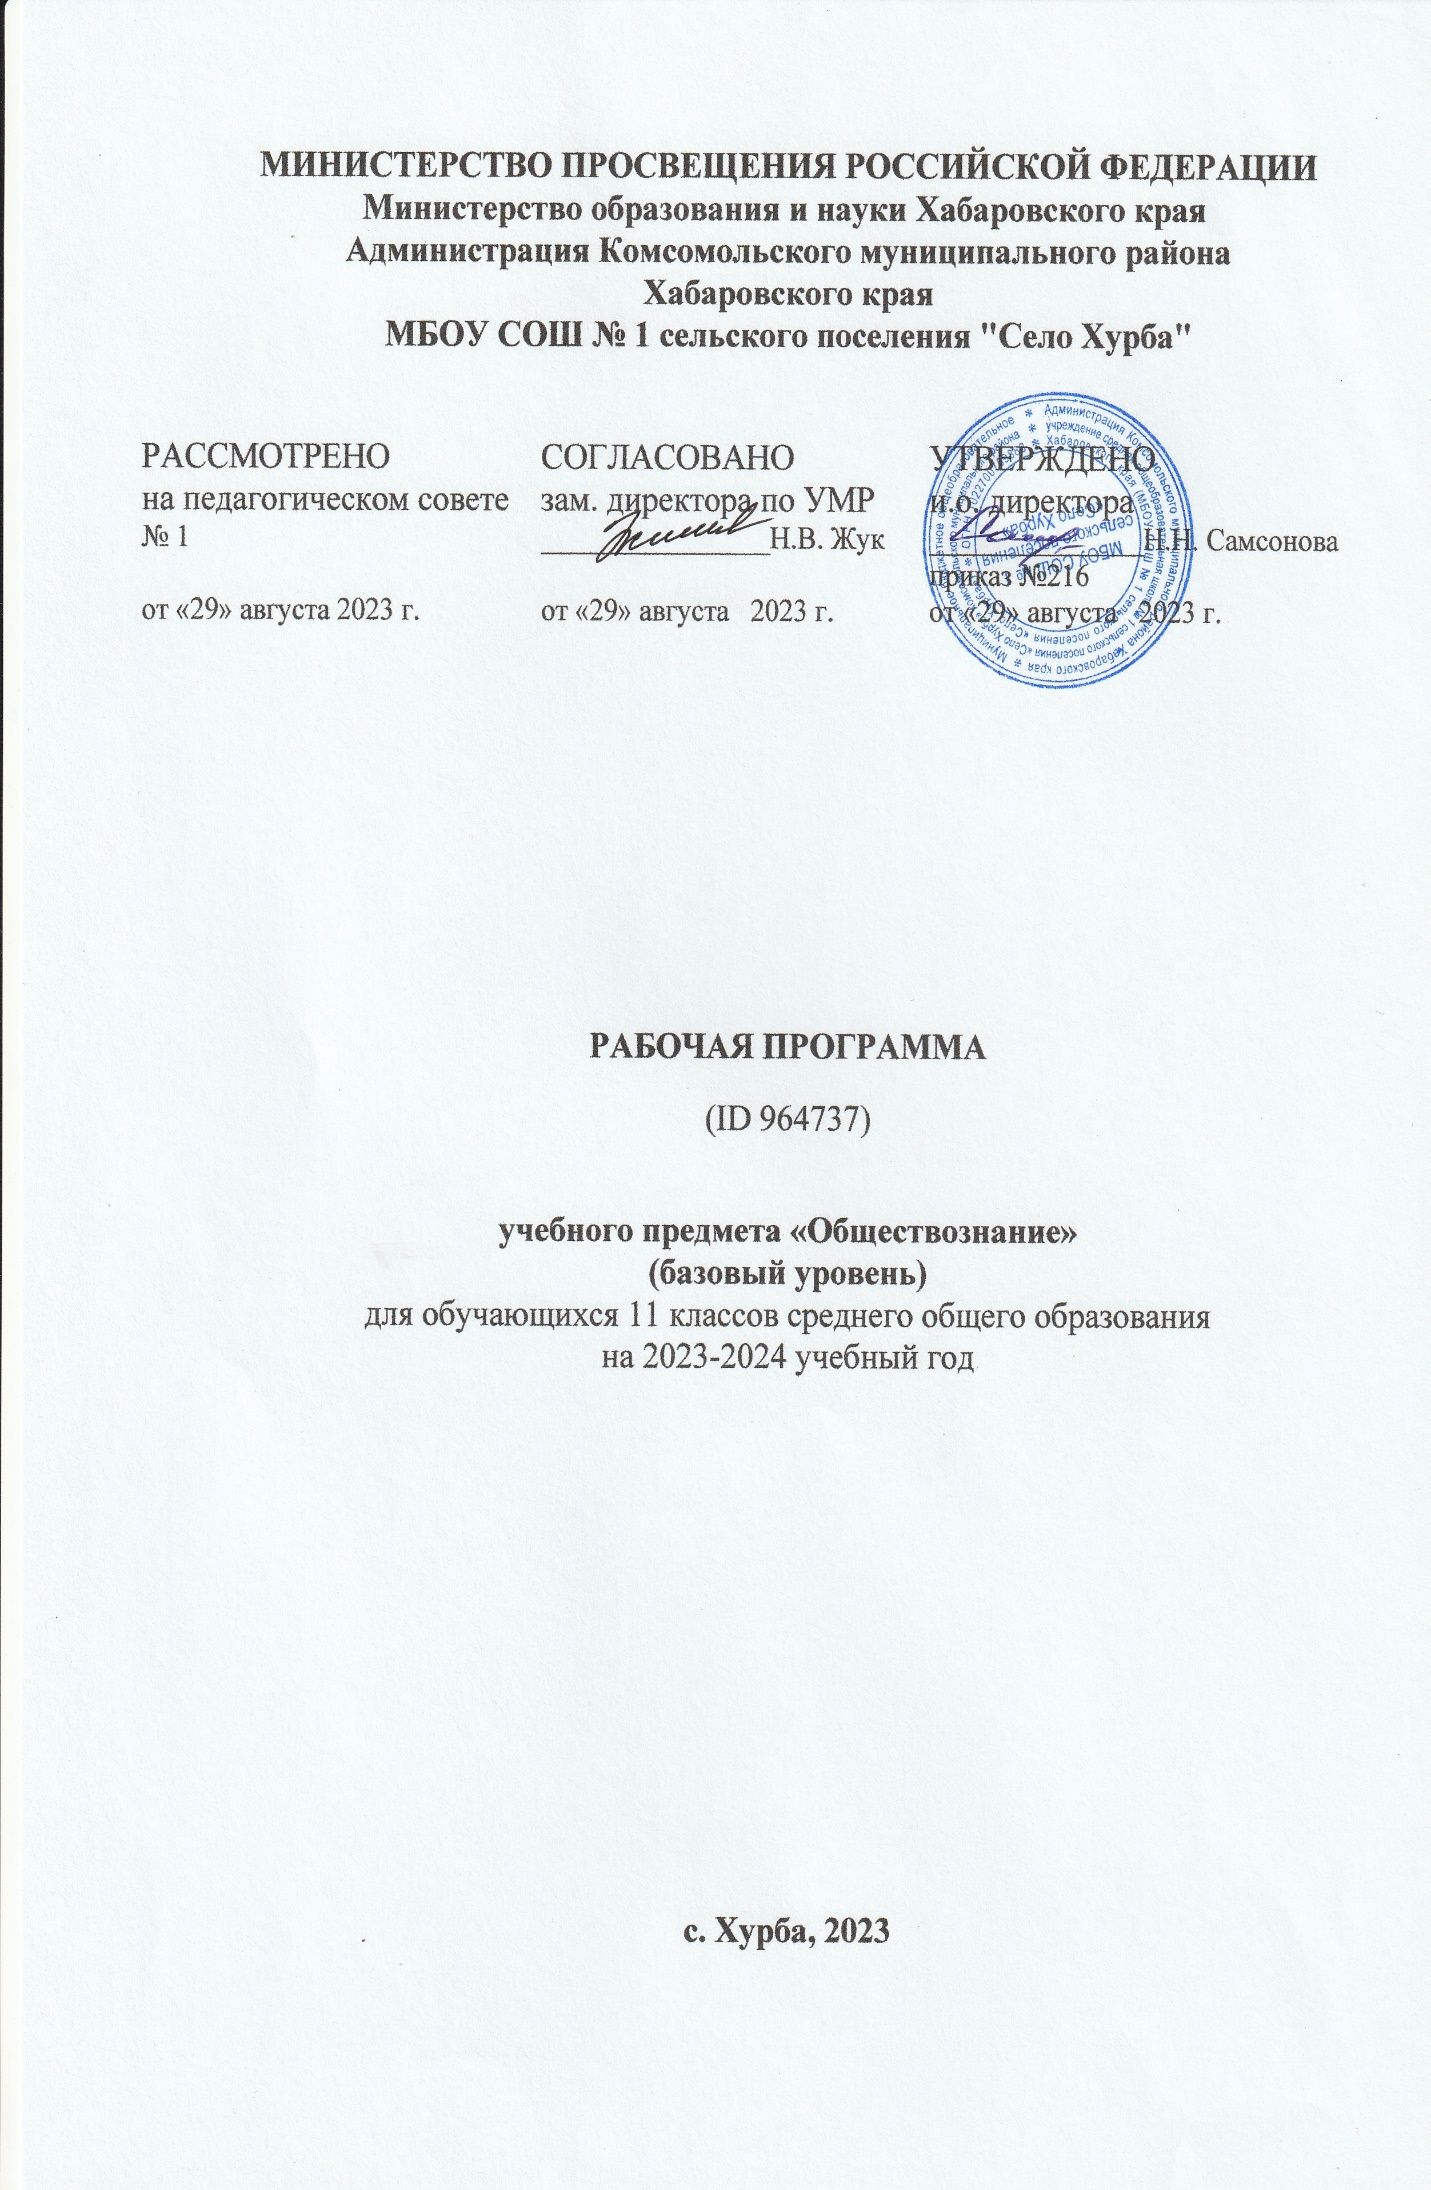 МИНИСТЕРСТВО ПРОСВЕЩЕНИЯ РОССИЙСКОЙ ФЕДЕРАЦИИ
Министерство образования и науки Хабаровского края
Администрация Комсомольского муниципального района
Хабаровского края
МБОУ СОШ № 1 сельского поселения "Село Хурба"
РАССМОТРЕНО
на педагогическом совете
№ 1
от «29» августа 2023 г.
СОГЛАСОВАНО
зам. директора по УМР
Н.В. Жук
от «29» августа 2023 г.
УТВЕРЖДЕНО
и.о. директора
Н.Н. Самсонова
приказ №216
от «29» августа 2023 г.
РАБОЧАЯ ПРОГРАММА
(ID 964737)
учебного предмета «Обществознание»
(базовый уровень)
для обучающихся 11 классов среднего общего образования
на 2023-2024 учебный год
с. Хурба, 2023